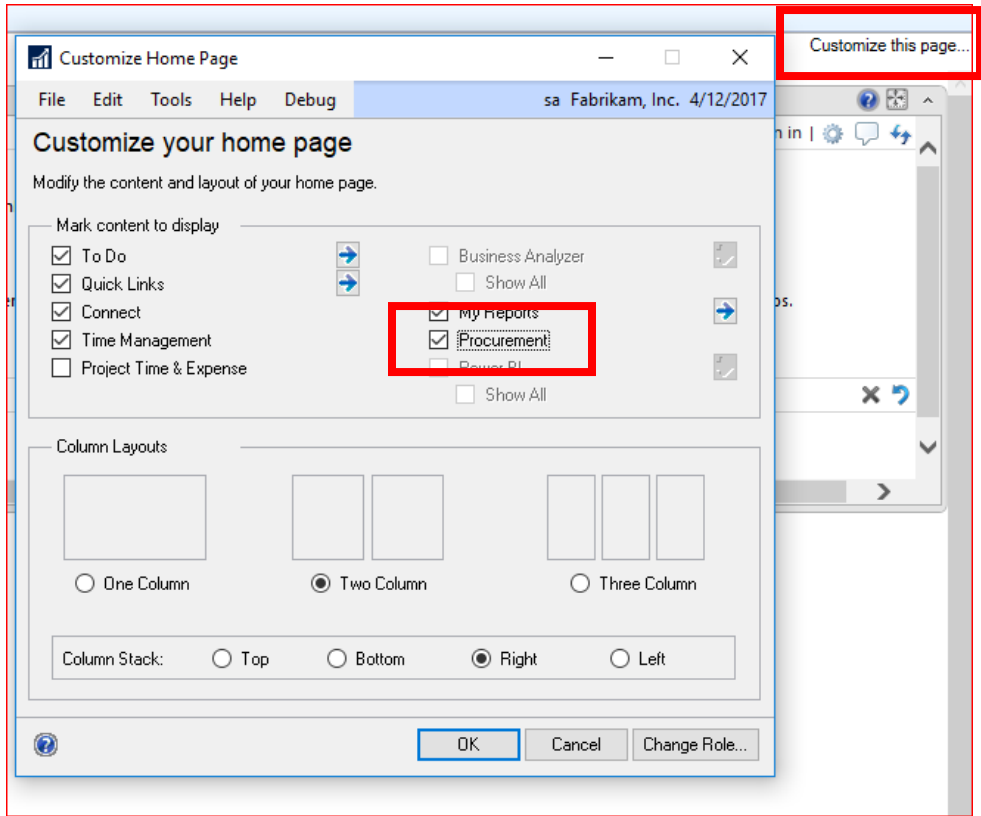 Customize this page...
Customize Home Page
File Edit Tools Help Debug sa Fabrikam, Inc. 4/12/2017
in |
Customize your home page
Modify the content and layout of your home page.
Mark content to display
To Do
Business Analyzer
Quick Links
Show All
Connect
My Reports
Time Management
Procurement
Project Time & Expense
Power BI
Show All
Column Layouts
One Column
Two Column
Three Column
Column Stack: Top Bottom Right Left
OK Cancel Change Role...